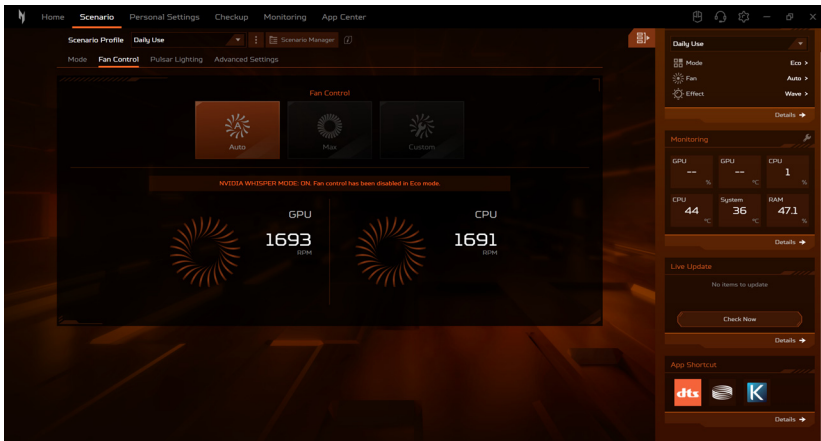 Home Scenario Personal Settings Checkup Monitoring App Center
Scenario Profile Daily Use Scenario Manager
Mode Fan Control Pulsar Lighting Advanced Settings
Fan Control
Auto Max Custom
NVIDIA WHISPER MODE: ON. Fan control has been disabled in Eco mode.
GPU
1693
RPM
CPU
1691
RPM
Daily Use
Mode Eco >
Fan Auto >
Effect Wave >
Details →
Monitoring
GPU GPU CPU
-- % -- °C 1 %
CPU System RAM
44 °C 36 °C 47.1 %
Details →
Live Update
No items to update
Check Now
Details →
App Shortcut
dts K
Details →